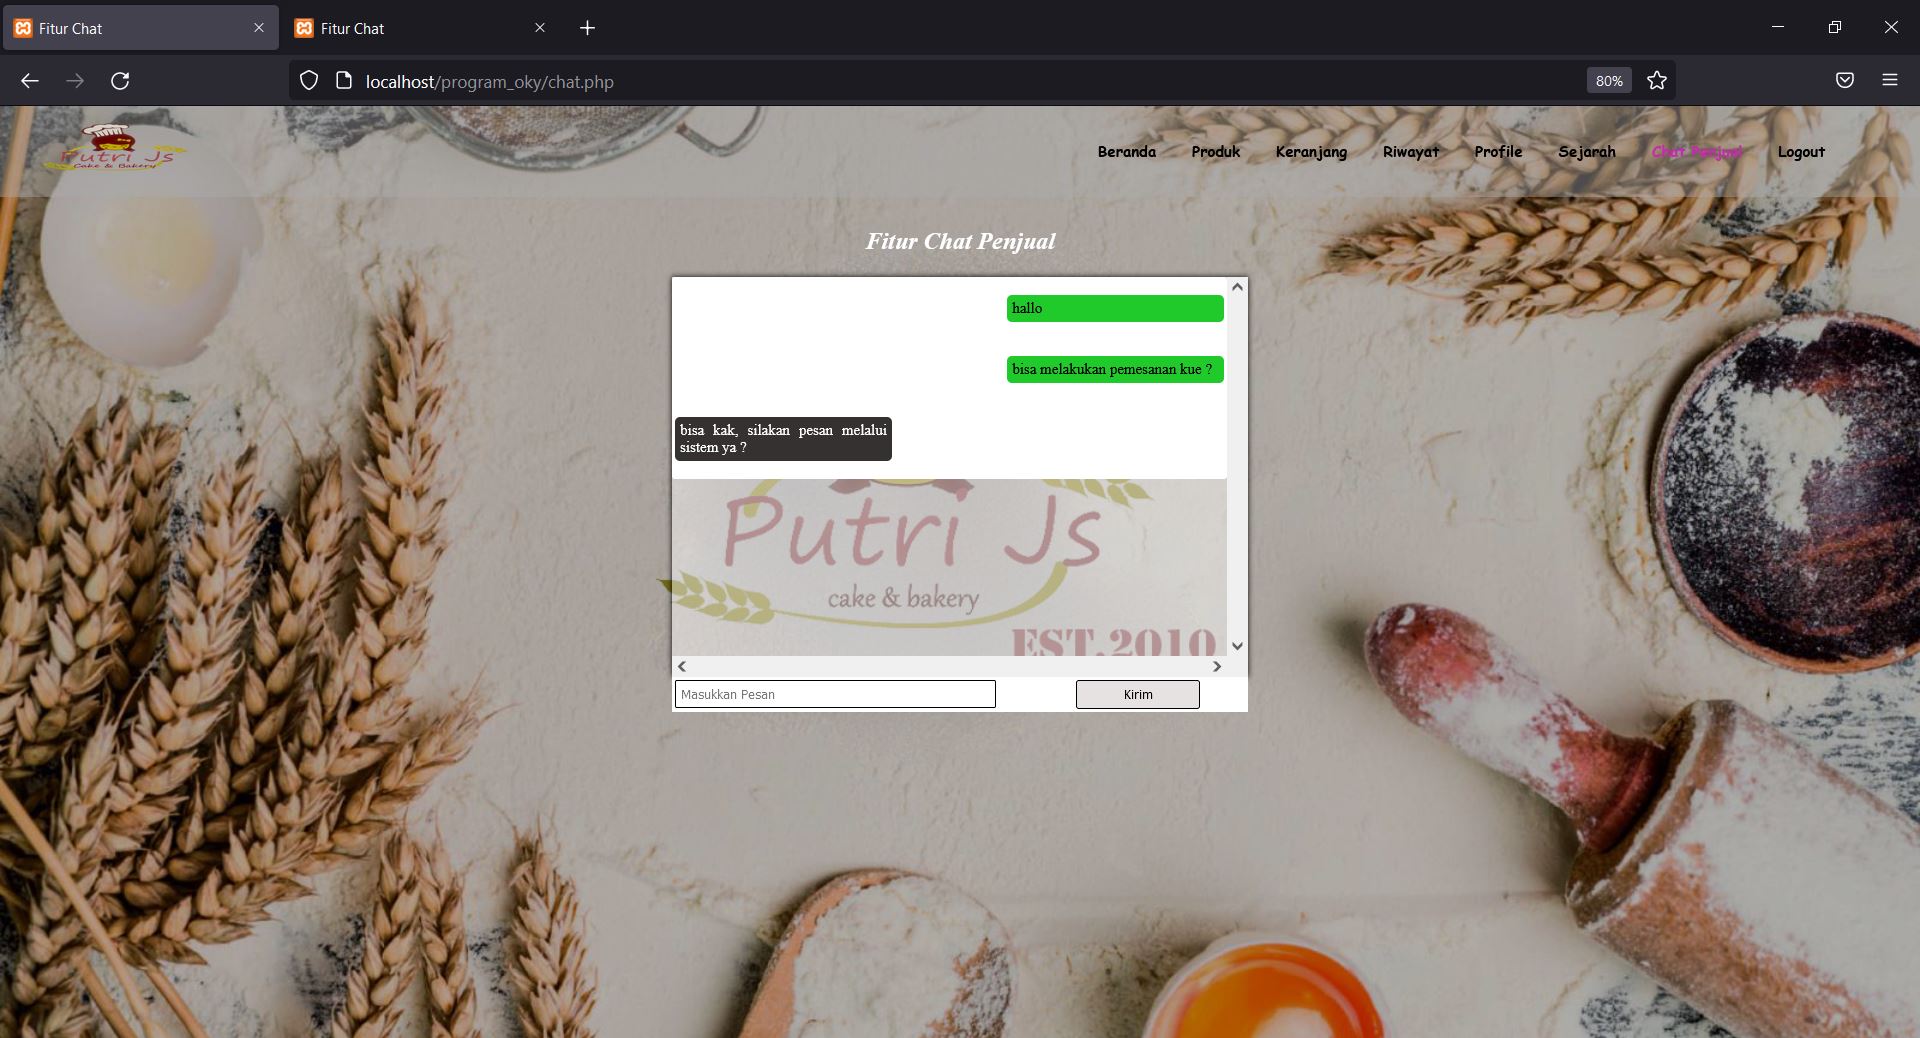 Fitur Chat
Fitur Chat
localhost/program_oky/chat.php
80%
Putri Js
Cake & Bakery
Beranda
Produk
Keranjang
Riwayat
Profile
Sejarah
Chat Penjual
Logout
Fitur Chat Penjual
hallo
bisa melakukan pemesanan kue ?
bisa kak, silakan pesan melalui
sistem ya ?
Putri Js
cake & bakery
EST.2010
Masukkan Pesan
Kirim